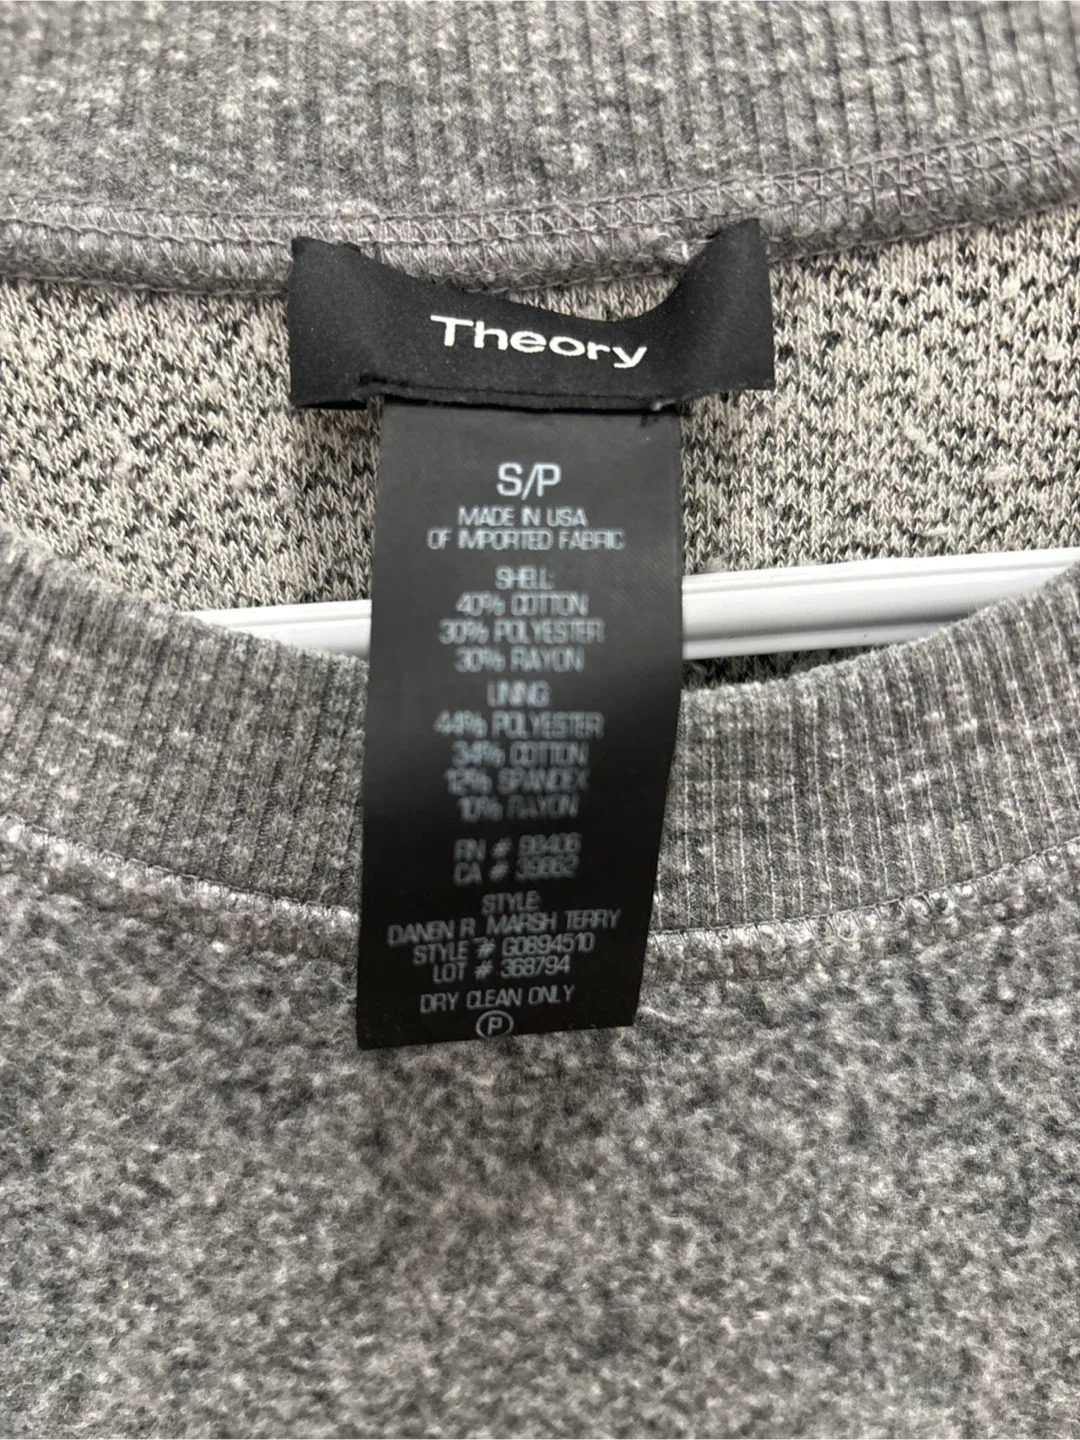 Theory
S/P
MADE IN USA
OF IMPORTED FABRIC
SHELL:
40% COTTON
30% POLYESTER
30% RAYON
LINING:
44% POLYESTER
34% COTTON
12% SPANDEX
10% RAYON
RN # 98406
CA # 39862
STYLE:
DANEN R. MARSH TERRY
STYLE # G0894510
LOT # 368794
DRY CLEAN ONLY
P